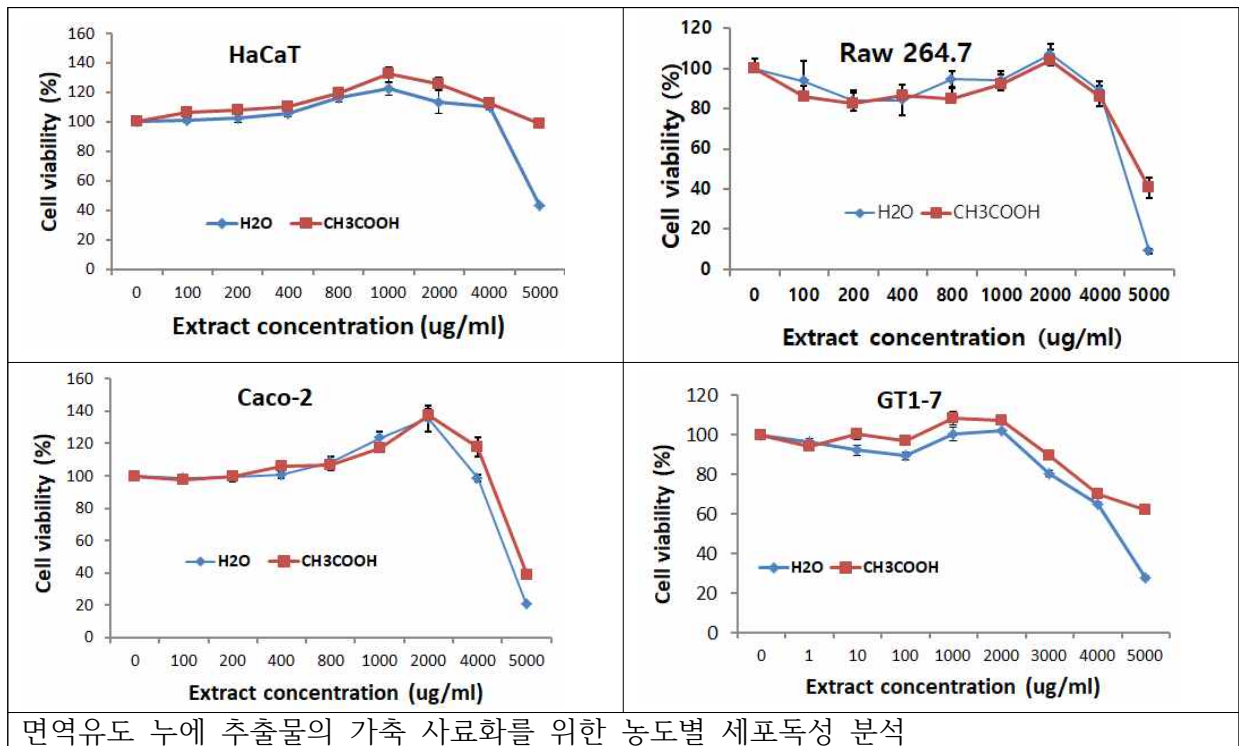 HaCaT
Cell viability (%)
160
140
120
100
80
60
40
20
0
H2O CH3COOH
0 100 200 400 800 1000 2000 4000 5000
Extract concentration (ug/ml)
Raw 264.7
Cell viability (%)
120
100
80
60
40
20
0
H2O CH3COOH
0 100 200 400 800 1000 2000 4000 5000
Extract concentration (ug/ml)
Caco-2
Cell viability (%)
160
140
120
100
80
60
40
20
0
H2O CH3COOH
0 100 200 400 800 1000 2000 4000 5000
Extract concentration (ug/ml)
GT1-7
Cell viability (%)
120
100
80
60
40
20
0
H2O CH3COOH
0 1 10 100 1000 2000 3000 4000 5000
Extract concentration (ug/ml)
면역유도 누에 추출물의 가축 사료화를 위한 농도별 세포독성 분석